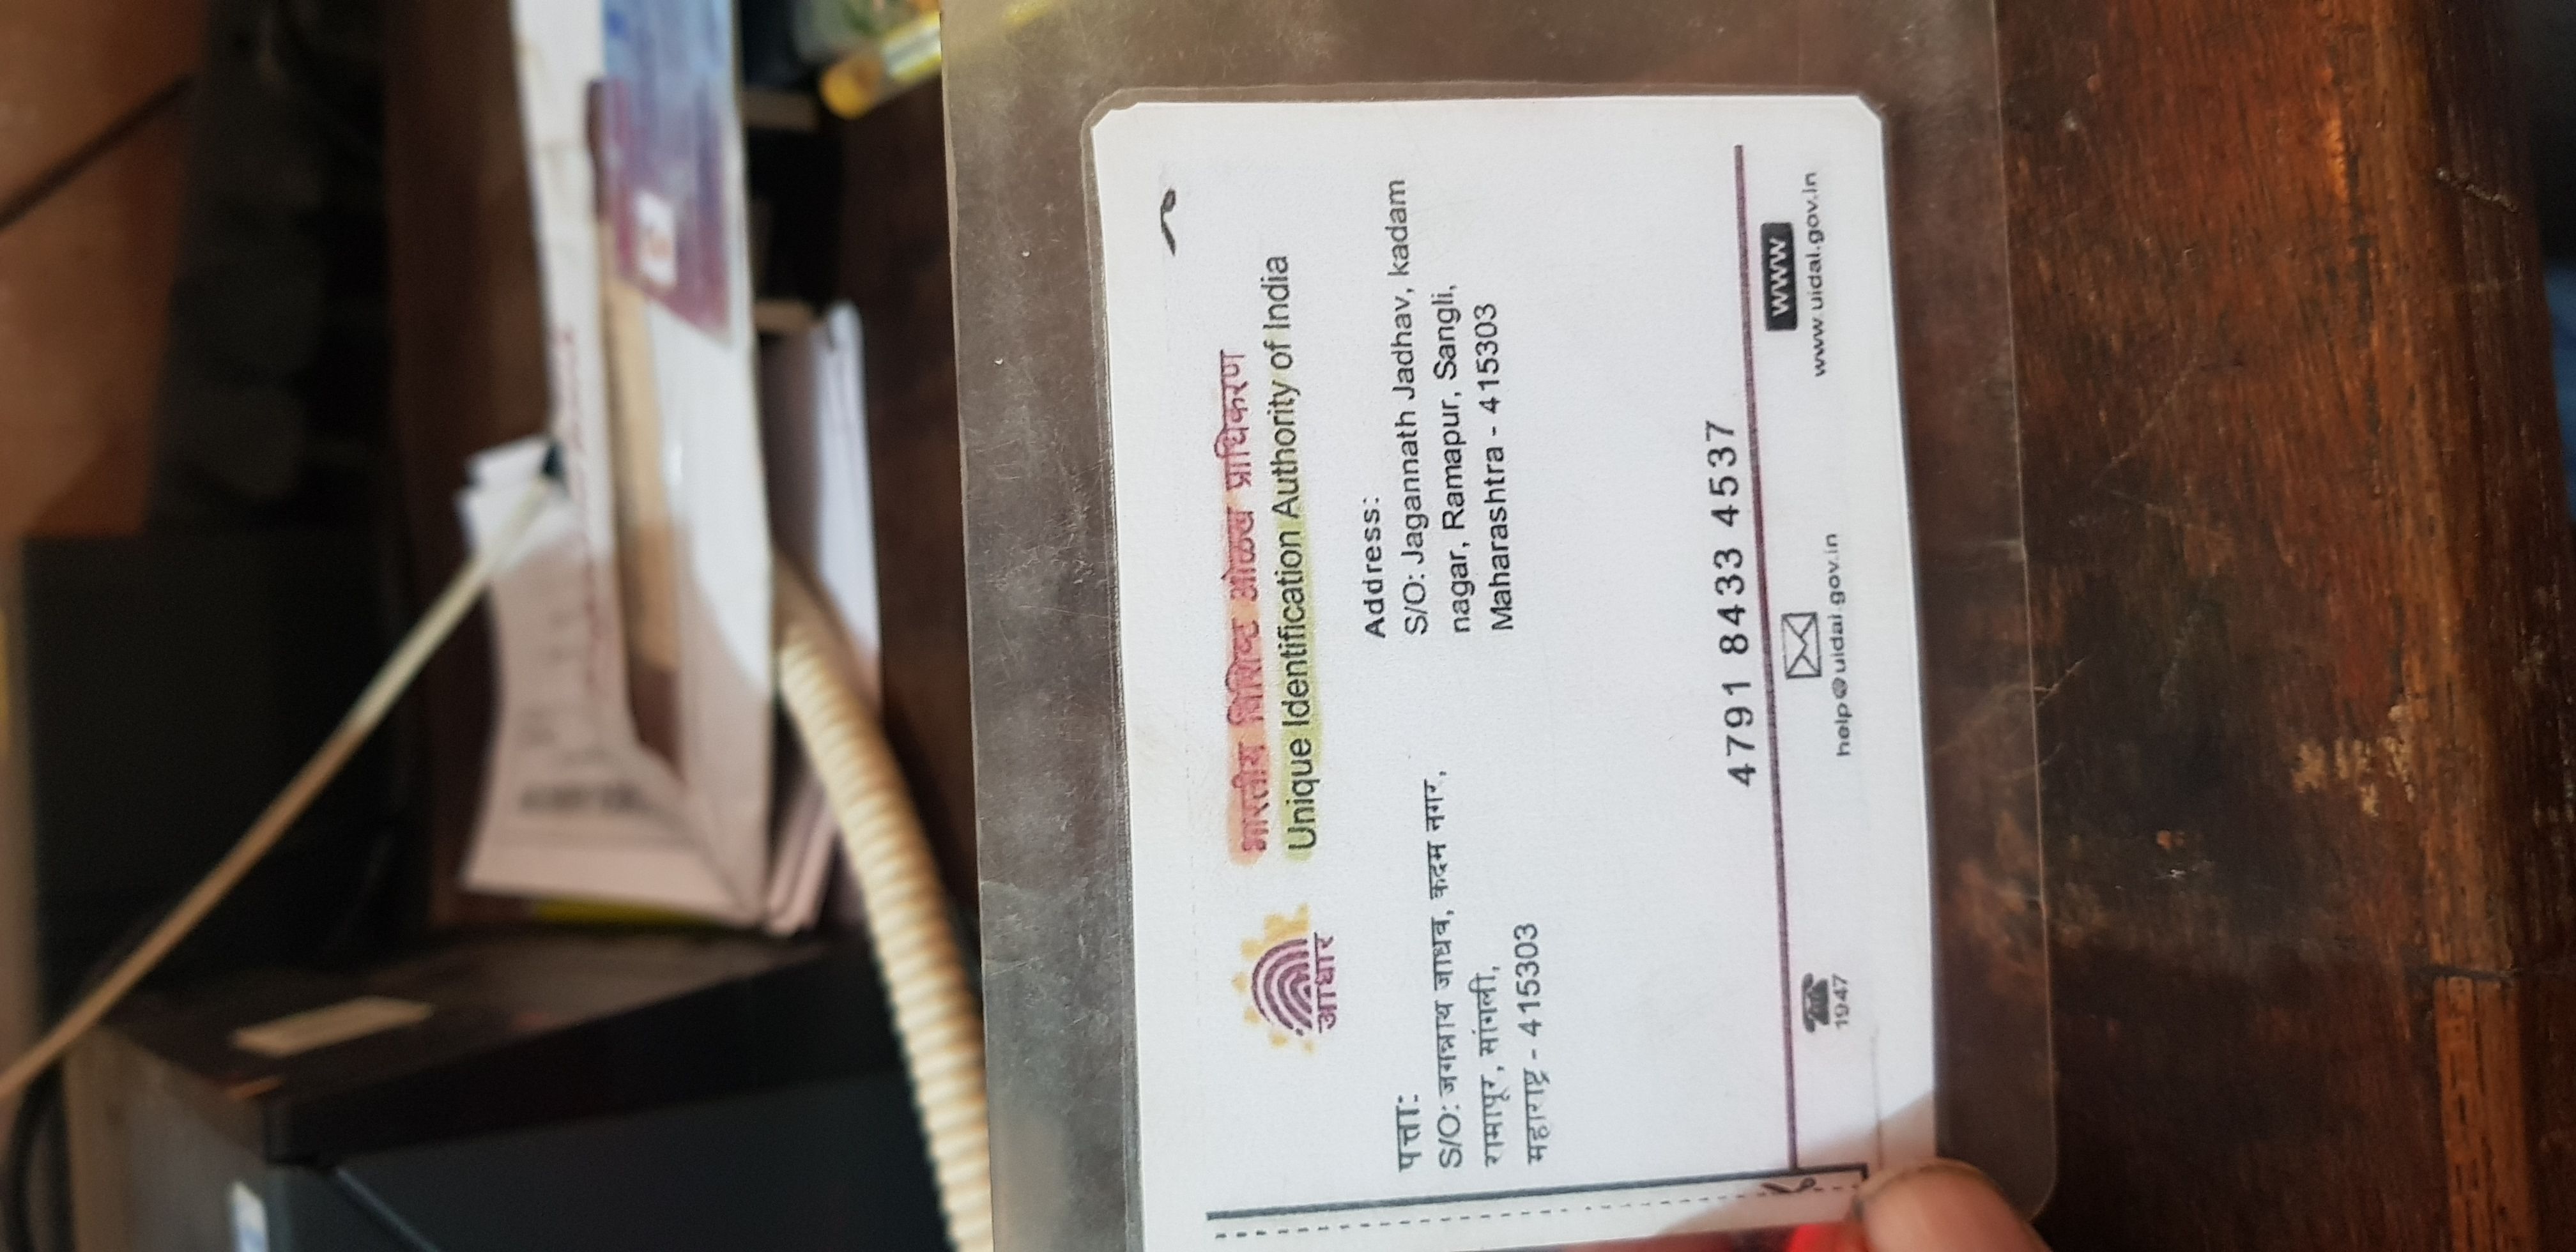 भारतीय विशिष्ट ओळख प्राधिकरण
Unique Identification Authority of India
आधार
पत्ता:
S/O: जगन्नाथ जाधव, कदम नगर,
रामापूर, सांगली,
महाराष्ट्र - 415303
Address:
S/O: Jagannath Jadhav, kadam
nagar, Ramapur, Sangli,
Maharashtra - 415303
4791 8433 4537
1947
help@uidai.gov.in
www
www.uidai.gov.in